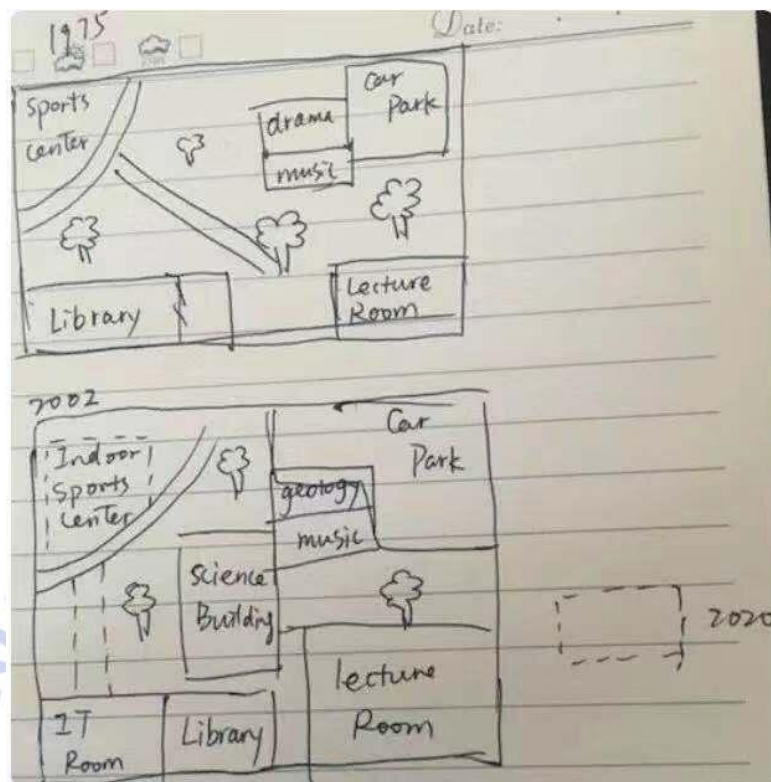 1975
Date:
Sports
center
drama
music
Car
Park
Library
Lecture
Room
2002
Indoor
Sports
center
Car
Park
geology
music
science
Building
lecture
Room
IT
Room
Library
2020